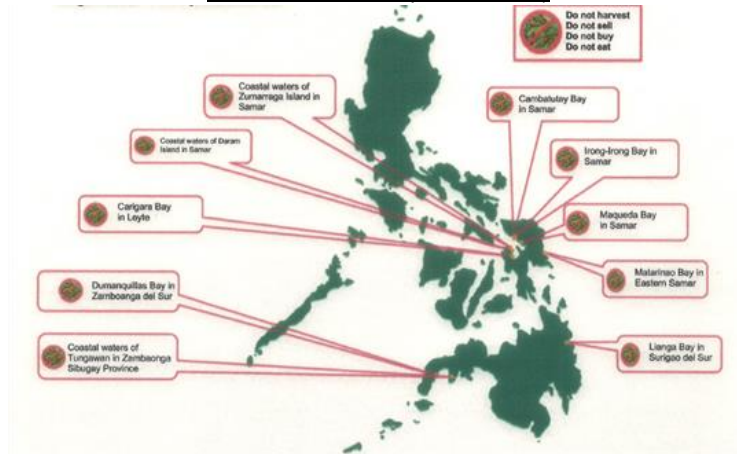 Do not harvest
Do not sell
Do not buy
Do not eat
Coastal waters of
Zumarraga Island in
Samar
Cambatutay Bay
in Samar
Coastal waters of Daram
Island in Samar
Irong-Irong Bay in
Samar
Carigara Bay
in Leyte
Maqueda Bay
in Samar
Matarinao Bay in
Eastern Samar
Dumanquillas Bay in
Zamboanga del Sur
Coastal waters of
Tungawan in Zamboanga
Sibugay Province
Lianga Bay in
Surigao del Sur